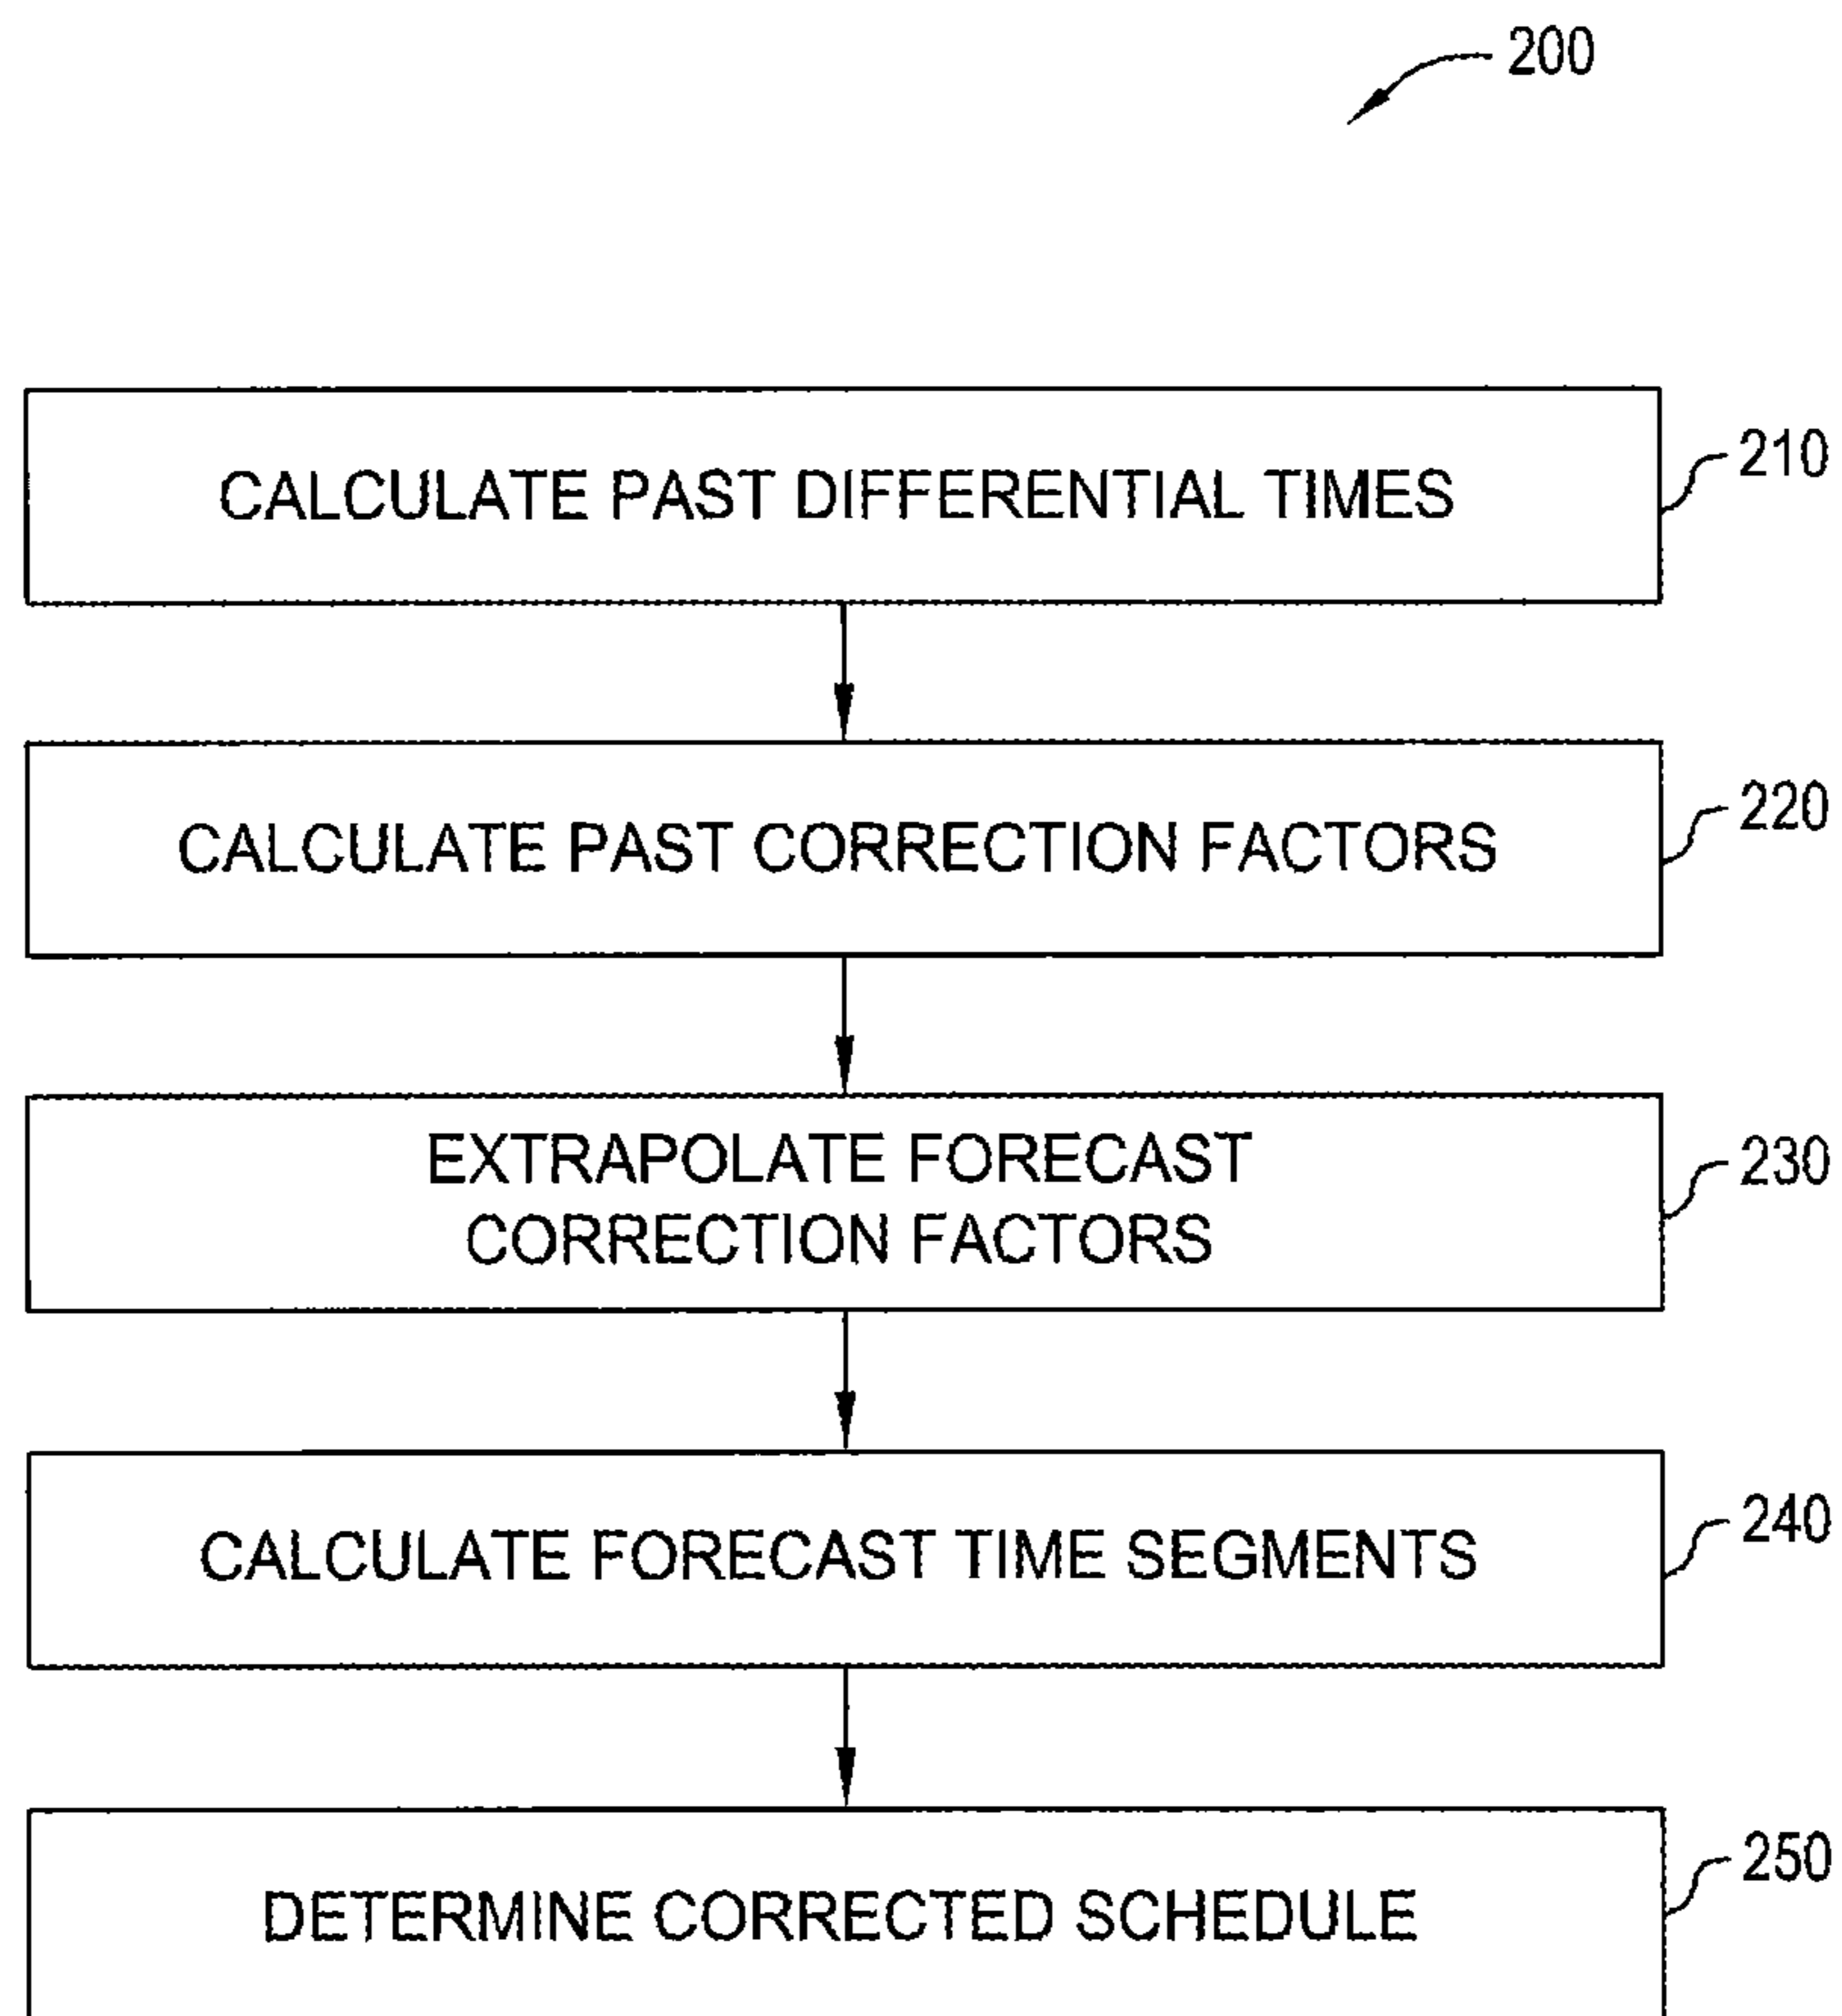 200
CALCULATE PAST DIFFERENTIAL TIMES
210
CALCULATE PAST CORRECTION FACTORS
220
EXTRAPOLATE FORECAST
CORRECTION FACTORS
230
CALCULATE FORECAST TIME SEGMENTS
240
DETERMINE CORRECTED SCHEDULE
250